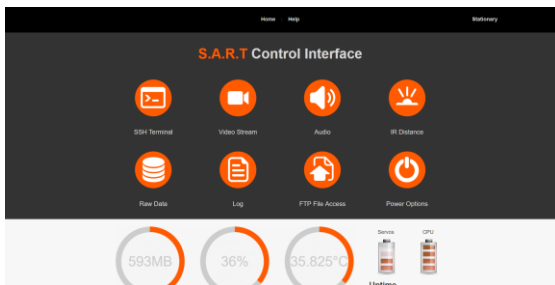 Home Help Stationary
S.A.R.T Control Interface
SSH Terminal Video Stream Audio IR Distance
Raw Data Log FTP File Access Power Options
Servos CPU
593MB 36% 35.825°C
Uptime